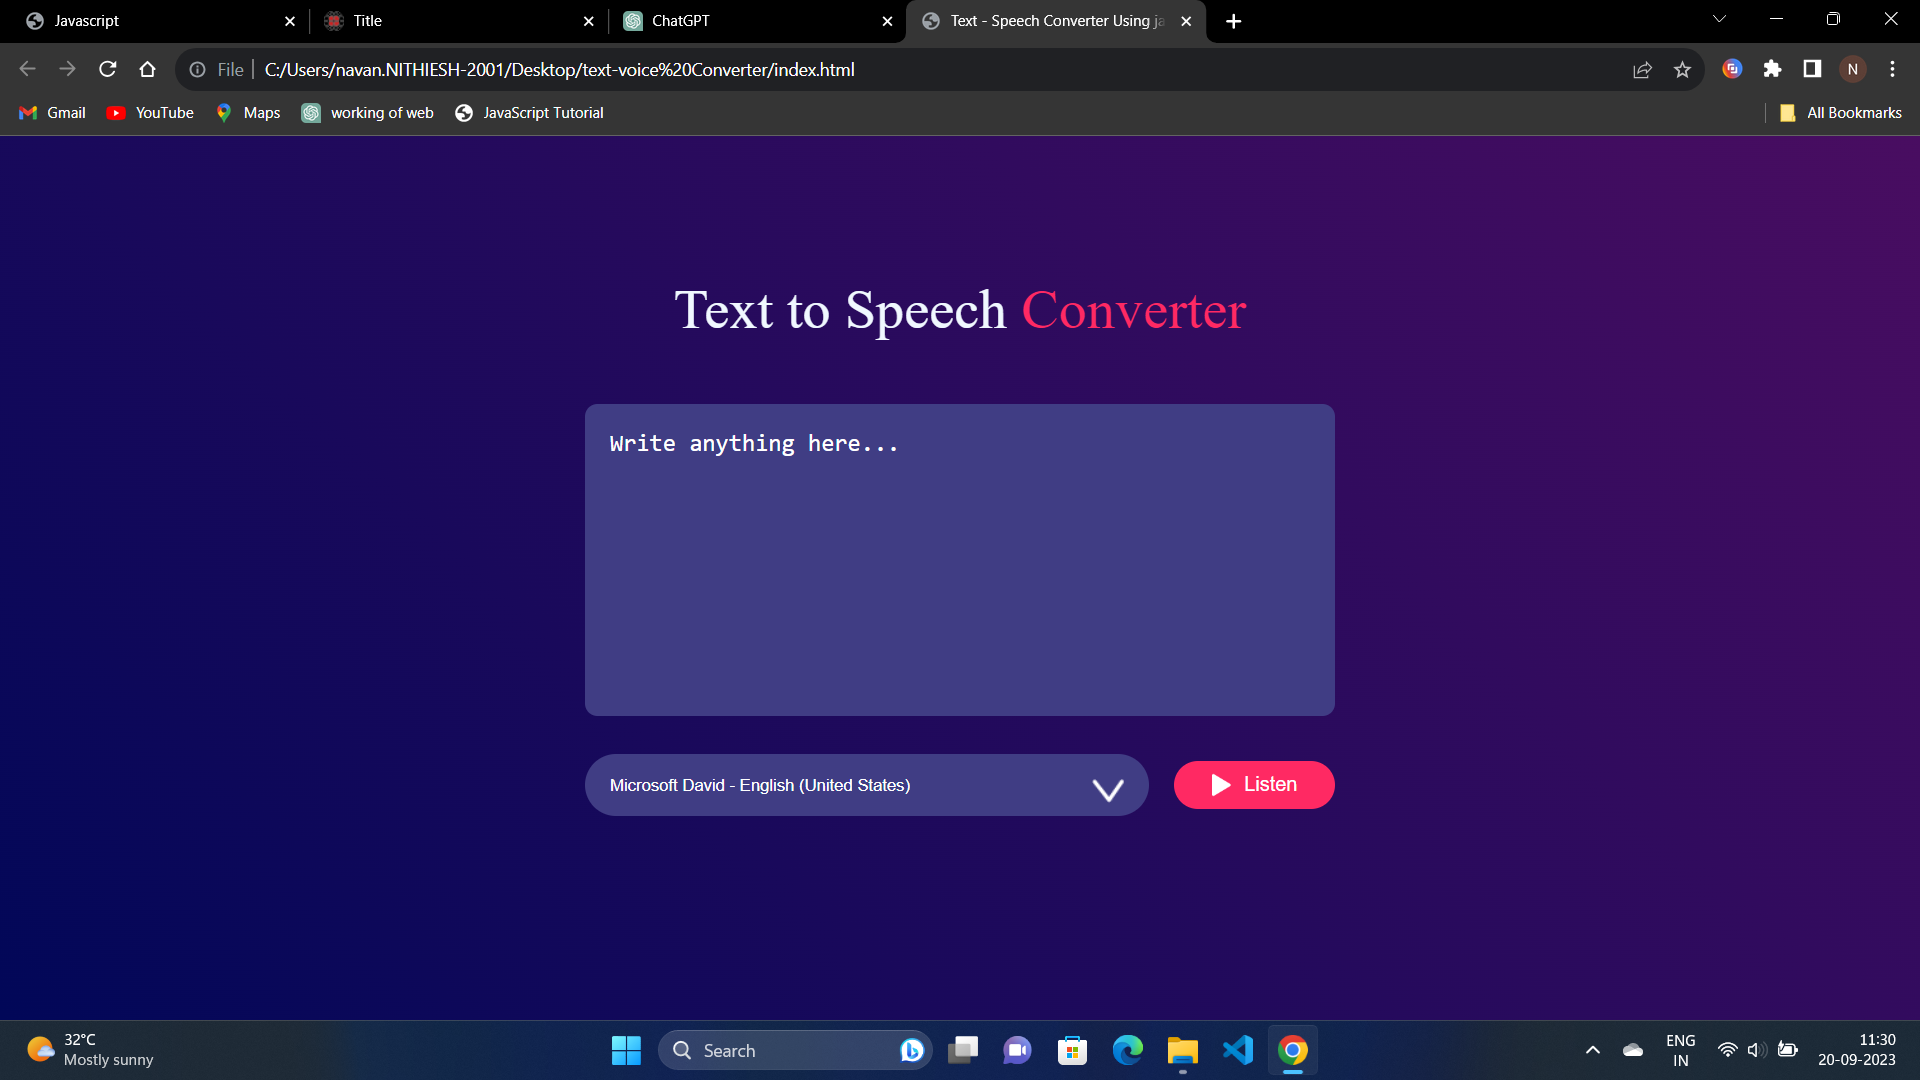 Javascript
Title
ChatGPT
Text - Speech Converter Using ja
File
C:/Users/navan.NITHIESH-2001/Desktop/text-voice%20Converter/index.html
N
Gmail
YouTube
Maps
working of web
JavaScript Tutorial
All Bookmarks
Text to Speech Converter
Write anything here...
Microsoft David - English (United States)
Listen
32°C
Mostly sunny
Search
ENG
IN
11:30
20-09-2023